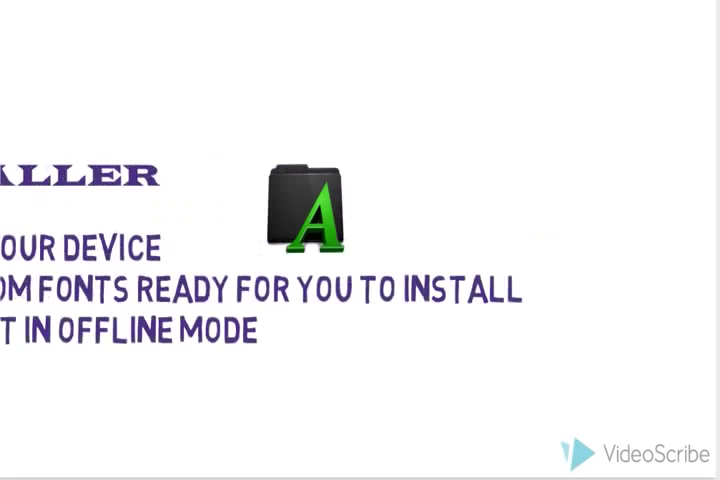 ALLER
A
OUR DEVICE
OM FONTS READY FOR YOU TO INSTALL
T IN OFFLINE MODE
VideoScribe